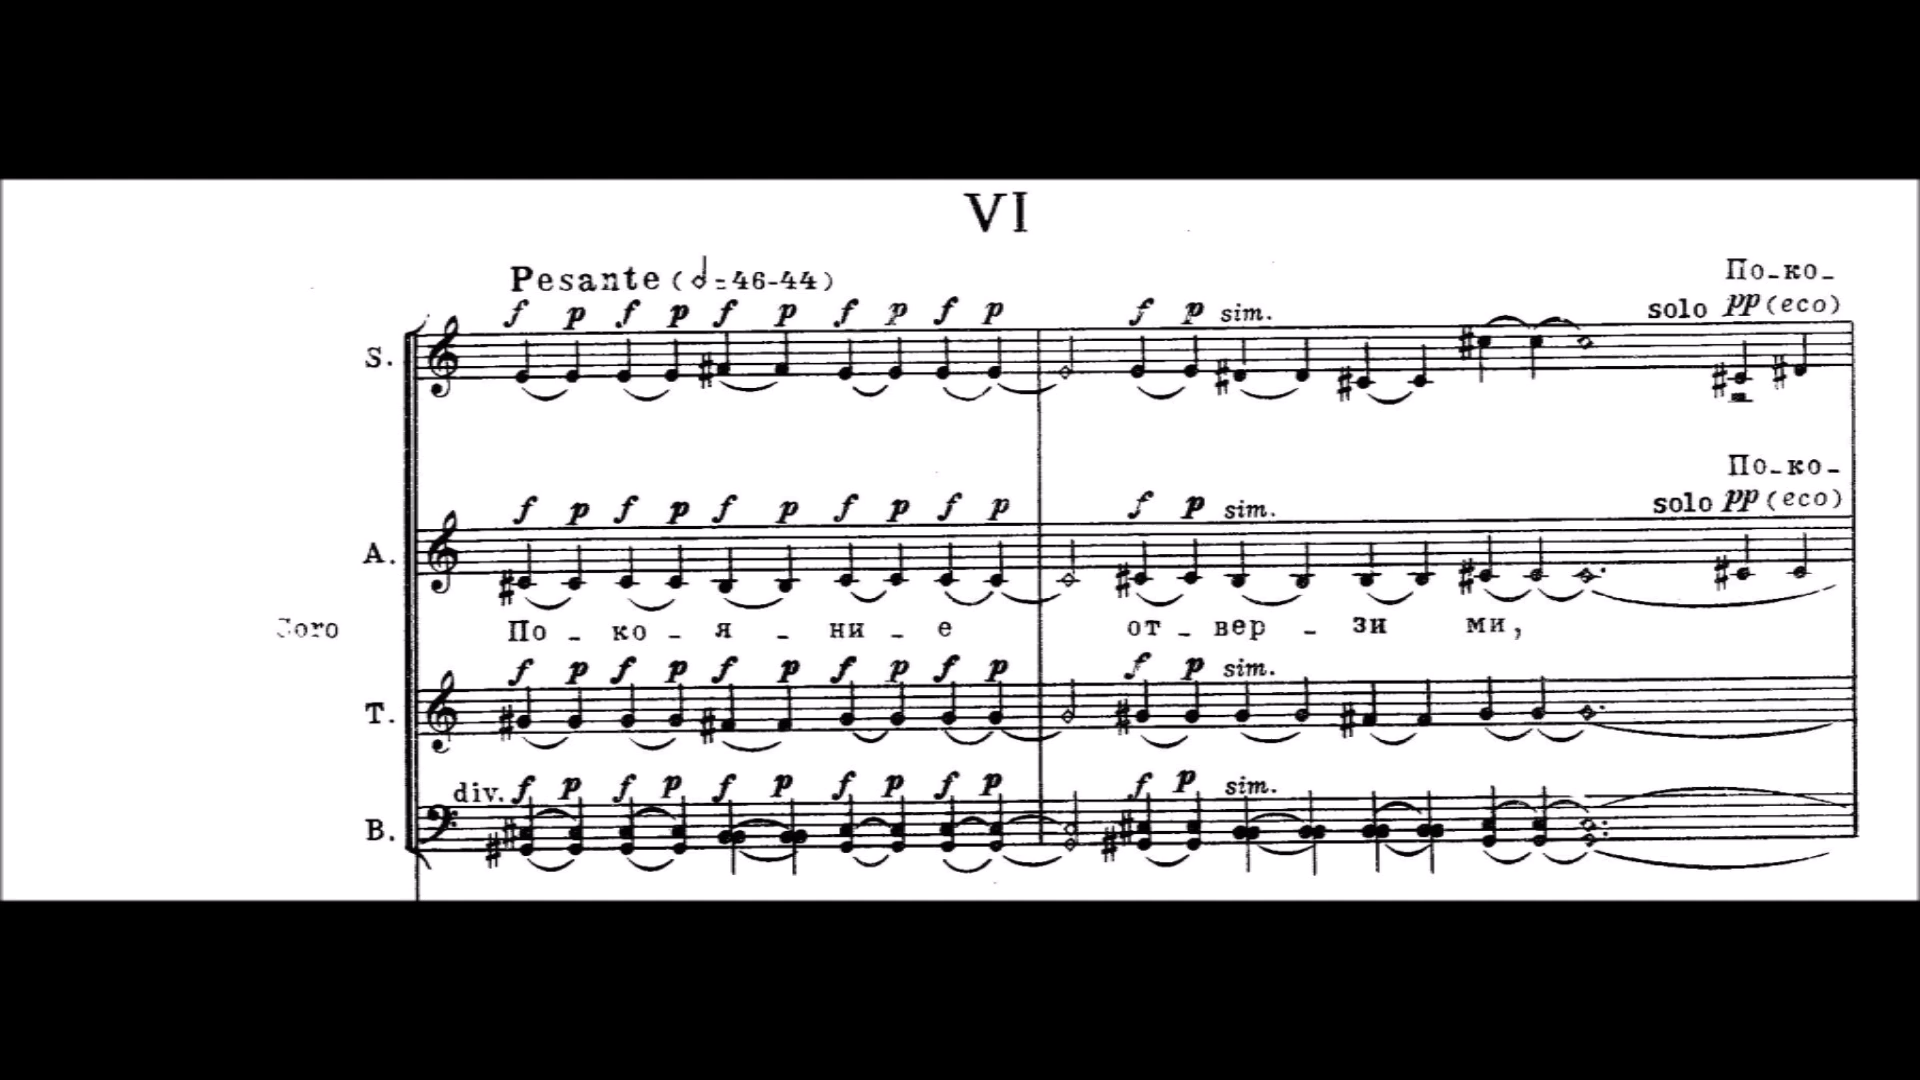 VI
Pesante (𝅗𝅥=46-44)
По-ко-
f p f p f p f p f p f p sim. solo pp (eco)
S.
По-ко-
f p f p f p f p f p f p sim. solo pp (eco)
A.
Coro По - ко - я - ни - е от - вер - зи ми,
f p f p f p f p f p f p sim.
T.
div. f p f p f p f p f p f p sim.
B.